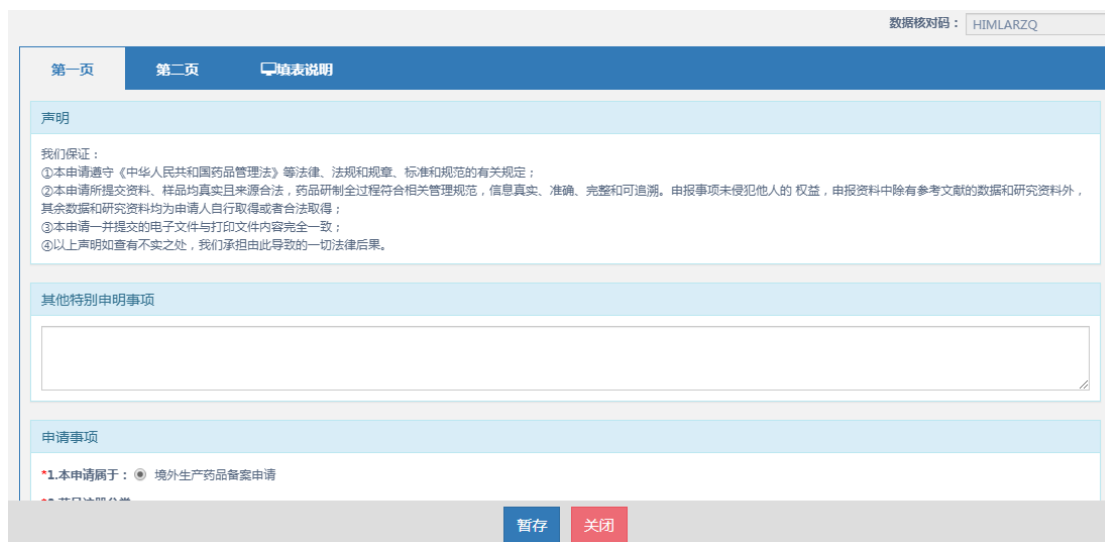 数据核对码： HIMLARZQ
第一页 第二页 填表说明
声明
我们保证：
①本申请遵守《中华人民共和国药品管理法》等法律、法规和规章、标准和规范的有关规定；
②本申请所提交资料、样品均真实且来源合法，药品研制全过程符合相关管理规范，信息真实、准确、完整和可追溯。申报事项未侵犯他人的 权益，申报资料中除有参考文献的数据和研究资料外，
其余数据和研究资料均为申请人自行取得或者合法取得；
③本申请一并提交的电子文件与打印文件内容完全一致；
④以上声明如查有不实之处，我们承担由此导致的一切法律后果。
其他特别申明事项
申请事项
*1.本申请属于： 境外生产药品备案申请
暂存 关闭